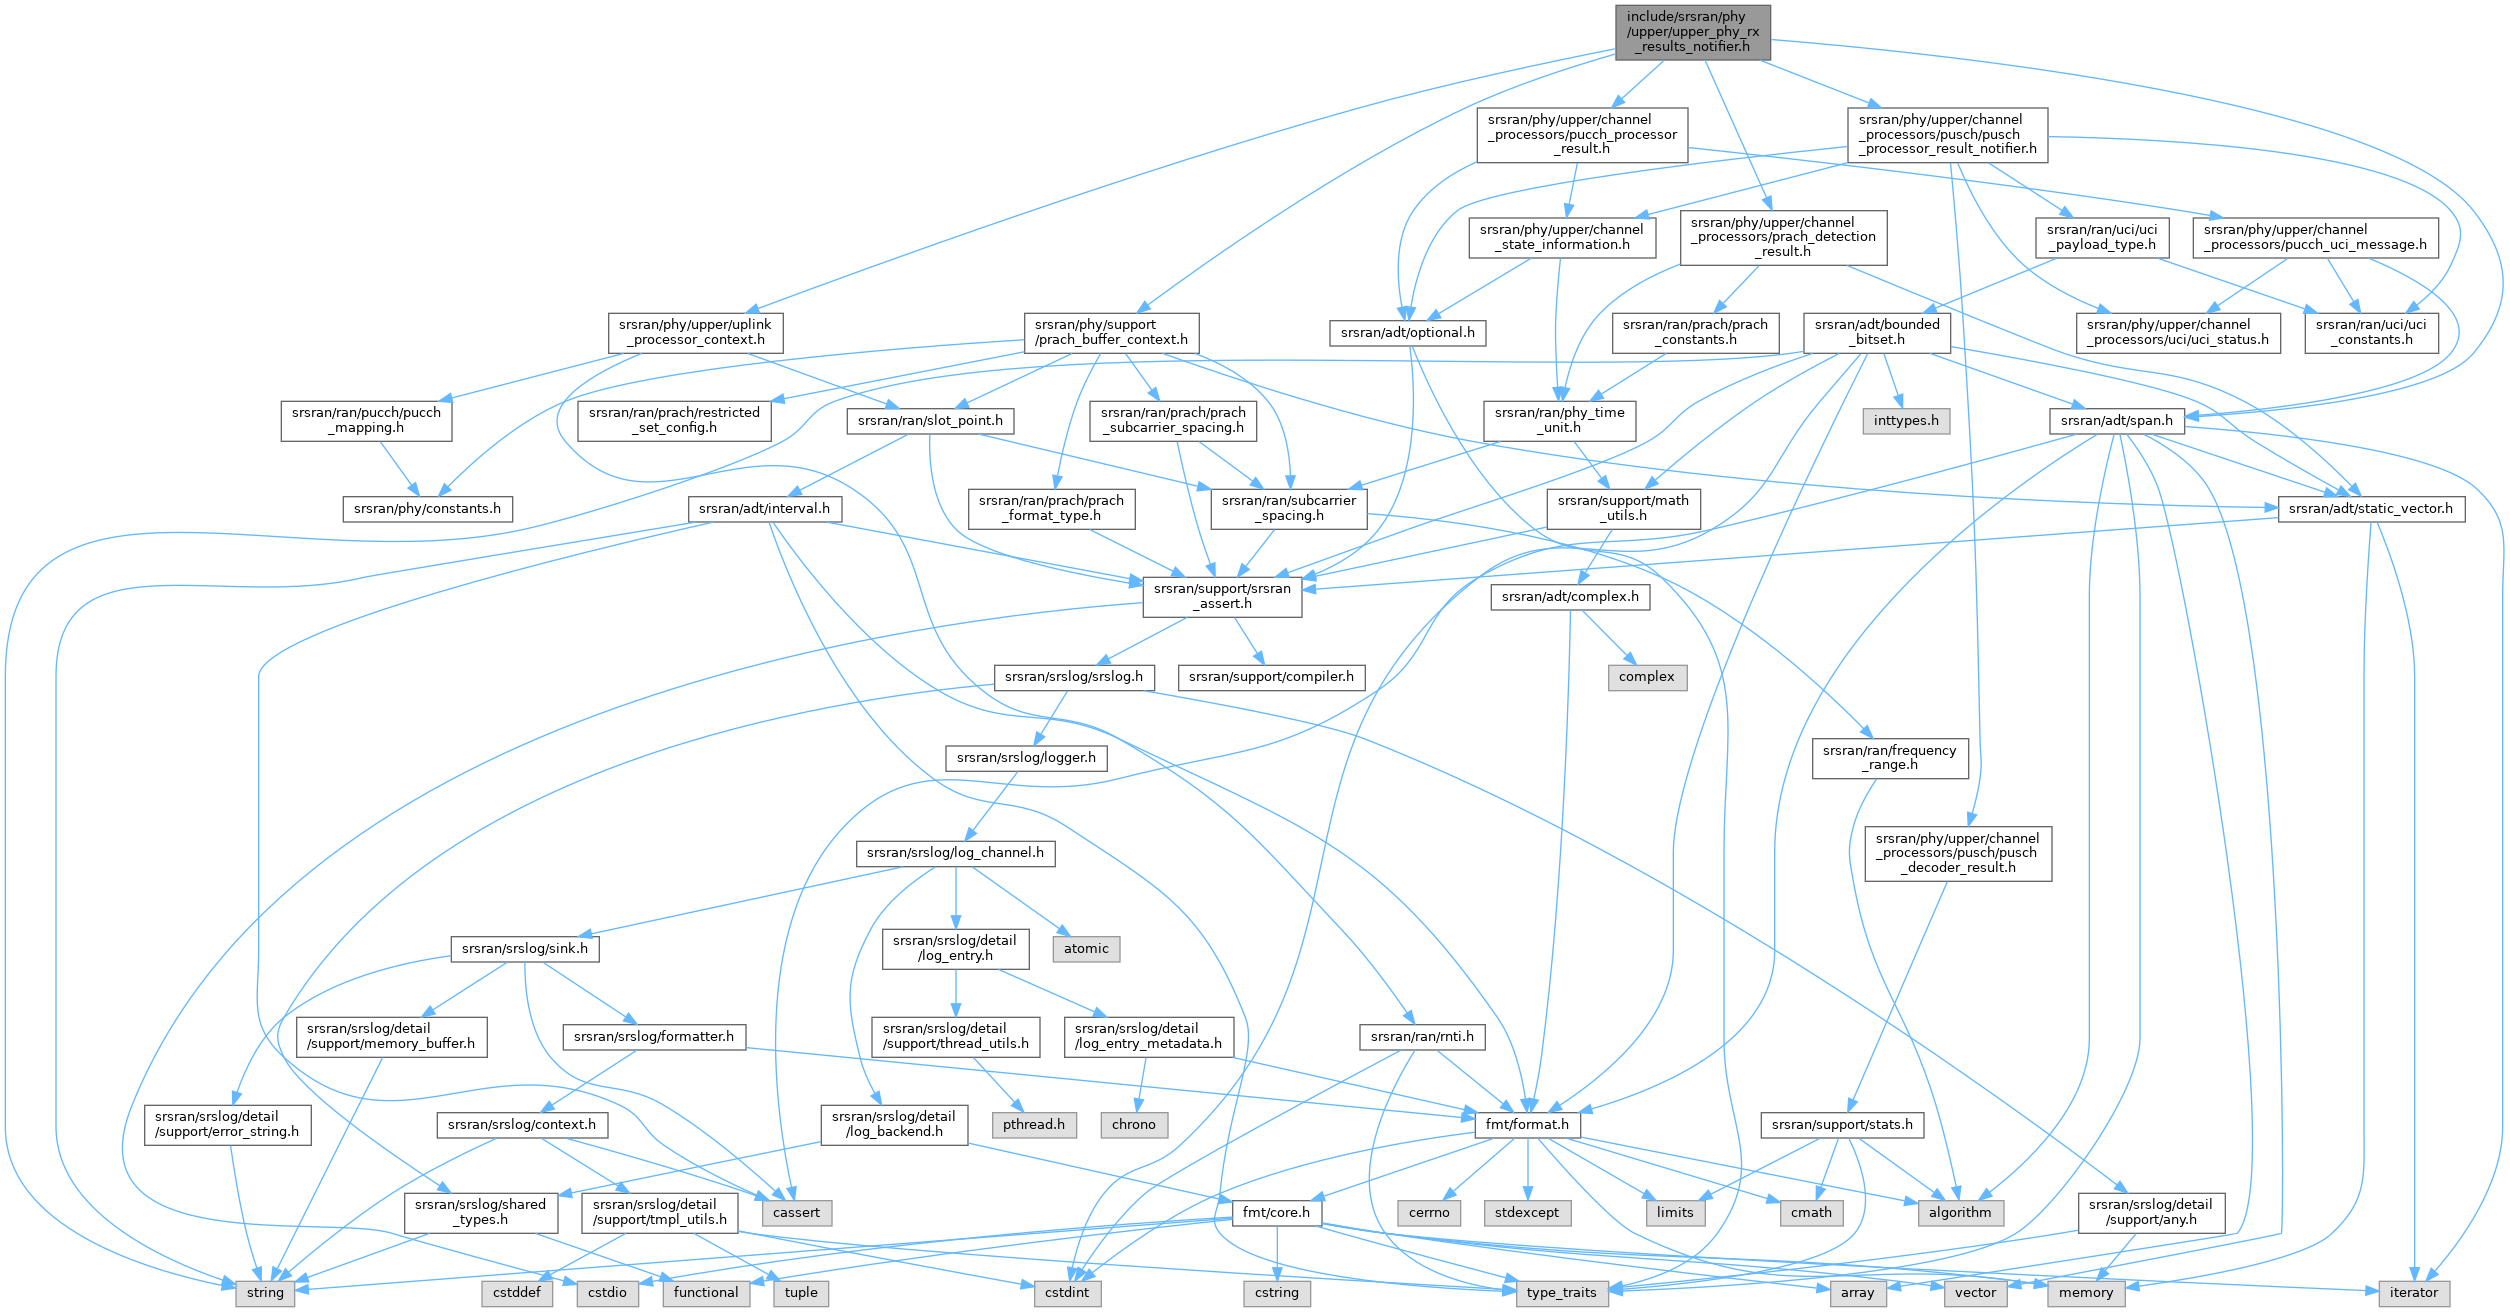 include/srsran/phy
/upper/upper_phy_rx
_results_notifier.h
srsran/phy/upper/channel
_processors/pucch_processor
_result.h
srsran/phy/upper/channel
_processors/pusch/pusch
_processor_result_notifier.h
srsran/phy/upper/channel
_state_information.h
srsran/phy/upper/channel
_processors/prach_detection
_result.h
srsran/ran/uci/uci
_payload_type.h
srsran/phy/upper/channel
_processors/pucch_uci_message.h
srsran/phy/upper/uplink
_processor_context.h
srsran/phy/support
/prach_buffer_context.h
srsran/adt/optional.h
srsran/ran/prach/prach
_constants.h
srsran/adt/bounded
_bitset.h
srsran/phy/upper/channel
_processors/uci/uci_status.h
srsran/ran/uci/uci
_constants.h
srsran/ran/pucch/pucch
_mapping.h
srsran/ran/prach/restricted
_set_config.h
srsran/ran/slot_point.h
srsran/ran/prach/prach
_subcarrier_spacing.h
srsran/ran/phy_time
_unit.h
inttypes.h
srsran/adt/span.h
srsran/phy/constants.h
srsran/adt/interval.h
srsran/ran/prach/prach
_format_type.h
srsran/ran/subcarrier
_spacing.h
srsran/support/math
_utils.h
srsran/adt/static_vector.h
srsran/support/srsran
_assert.h
srsran/adt/complex.h
srsran/srslog/srslog.h
srsran/support/compiler.h
complex
srsran/srslog/logger.h
srsran/ran/frequency
_range.h
srsran/srslog/log_channel.h
srsran/phy/upper/channel
_processors/pusch/pusch
_decoder_result.h
srsran/srslog/sink.h
srsran/srslog/detail
/log_entry.h
atomic
srsran/srslog/detail
/support/memory_buffer.h
srsran/srslog/formatter.h
srsran/srslog/detail
/support/thread_utils.h
srsran/srslog/detail
/log_entry_metadata.h
srsran/ran/rnti.h
srsran/srslog/detail
/support/error_string.h
srsran/srslog/context.h
srsran/srslog/detail
/log_backend.h
pthread.h
chrono
fmt/format.h
srsran/support/stats.h
srsran/srslog/shared
_types.h
srsran/srslog/detail
/support/tmpl_utils.h
cassert
fmt/core.h
cerrno
stdexcept
limits
cmath
algorithm
srsran/srslog/detail
/support/any.h
string
cstddef
cstdio
functional
tuple
cstdint
cstring
type_traits
array
vector
memory
iterator